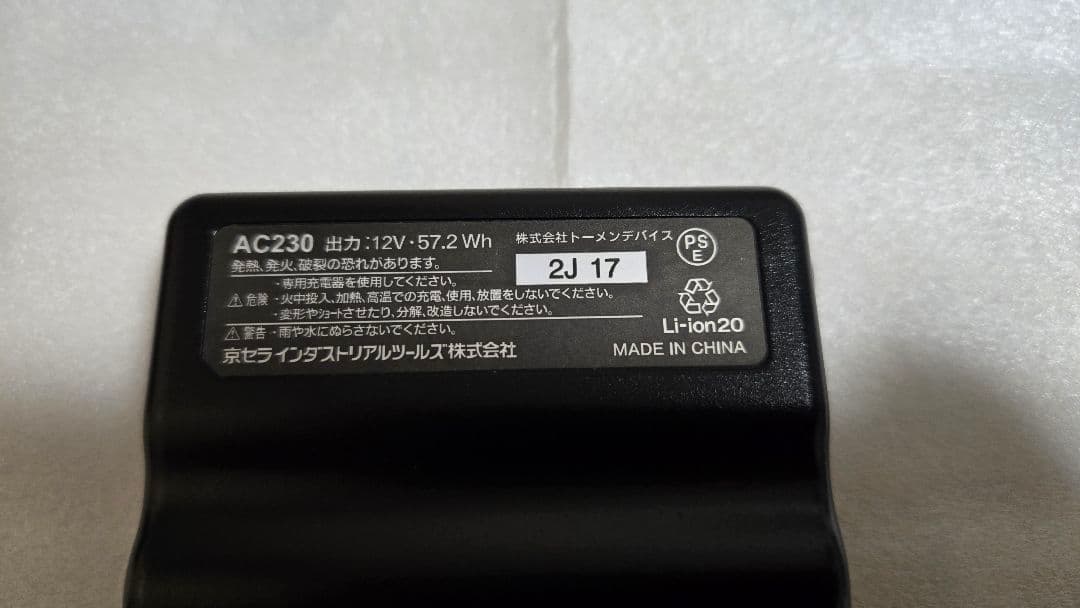 AC230 出力:12V・57.2 Wh 株式会社トーメンデバイス
PS
E
発熱、発火、破裂の恐れがあります。
2J 17
⚠危険 ・専用充電器を使用してください。
・火中投入、加熱、高温での充電、使用、放置をしないでください。
・変形やショートさせたり、分解、改造しないでください。
Li-ion20
⚠警告 ・雨や水にぬらさないでください。
京セラインダストリアルツールズ株式会社 MADE IN CHINA